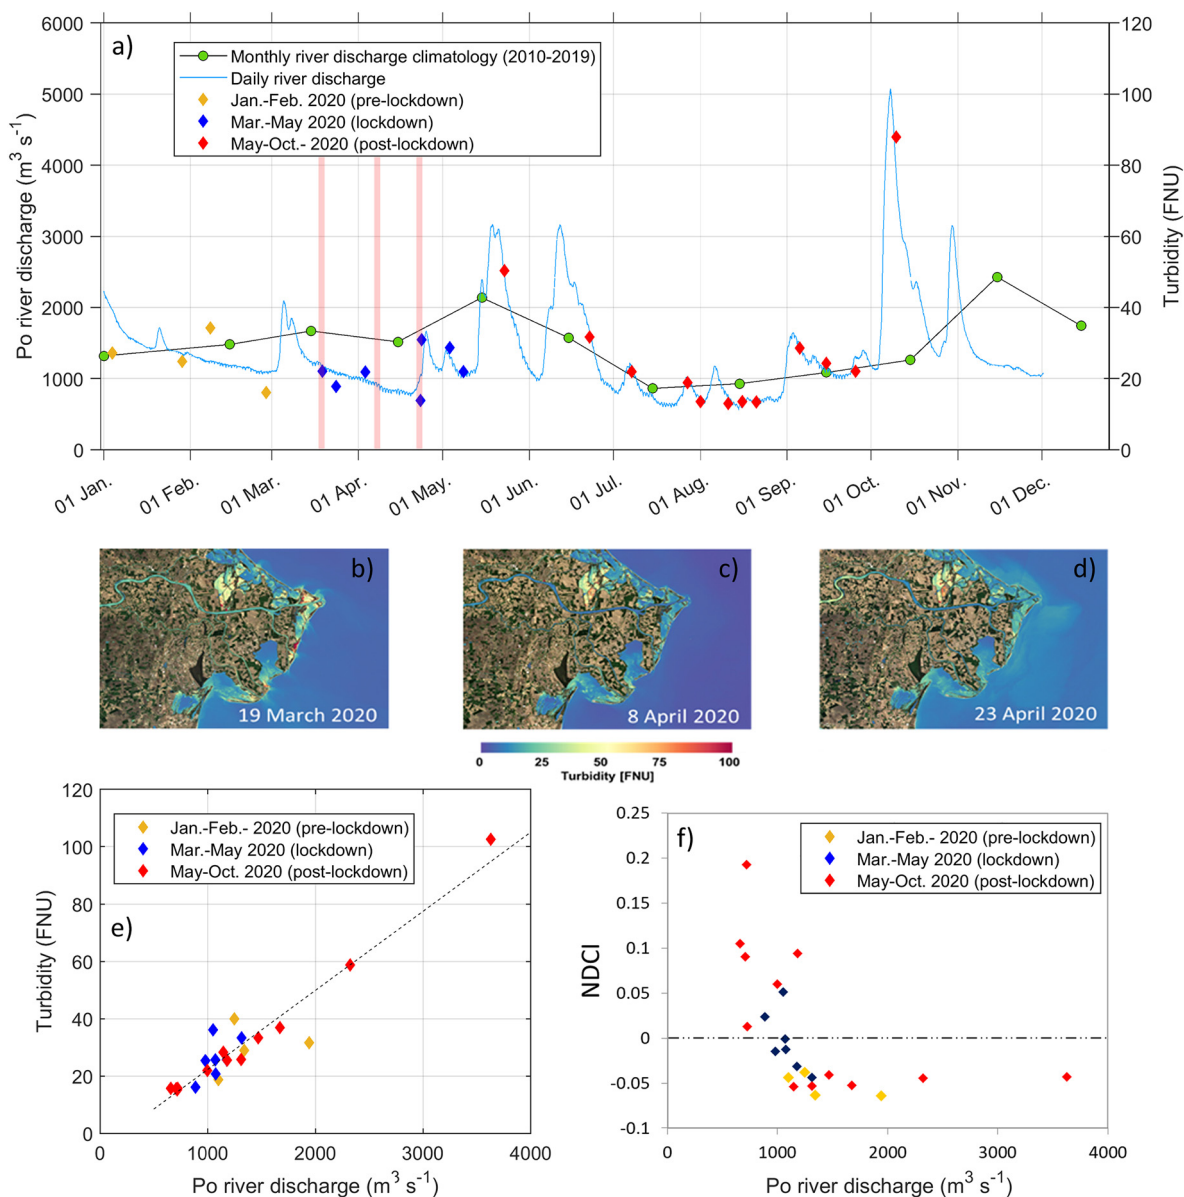 a)
Monthly river discharge climatology (2010-2019)
Daily river discharge
Jan.-Feb. 2020 (pre-lockdown)
Mar.-May 2020 (lockdown)
May-Oct.- 2020 (post-lockdown)
Po river discharge (m³ s⁻¹)
6000
5000
4000
3000
2000
1000
0
120
100
80
60
40
20
0
Turbidity (FNU)
01 Jan.
01 Feb.
01 Mar.
01 Apr.
01 May.
01 Jun.
01 Jul.
01 Aug.
01 Sep.
01 Oct.
01 Nov.
01 Dec.
b)
19 March 2020
c)
8 April 2020
d)
23 April 2020
0 25 50 75 100
Turbidity [FNU]
Turbidity (FNU)
120
100
80
60
40
20
0
Jan.-Feb.- 2020 (pre-lockdown)
Mar.-May 2020 (lockdown)
May-Oct. 2020 (post-lockdown)
e)
0 1000 2000 3000 4000
Po river discharge (m³ s⁻¹)
NDCI
0.25
0.2
0.15
0.1
0.05
0
-0.05
-0.1
f)
Jan.-Feb.- 2020 (pre-lockdown)
Mar.-May 2020 (lockdown)
May-Oct. 2020 (post-lockdown)
0 1000 2000 3000 4000
Po river discharge (m³ s⁻¹)